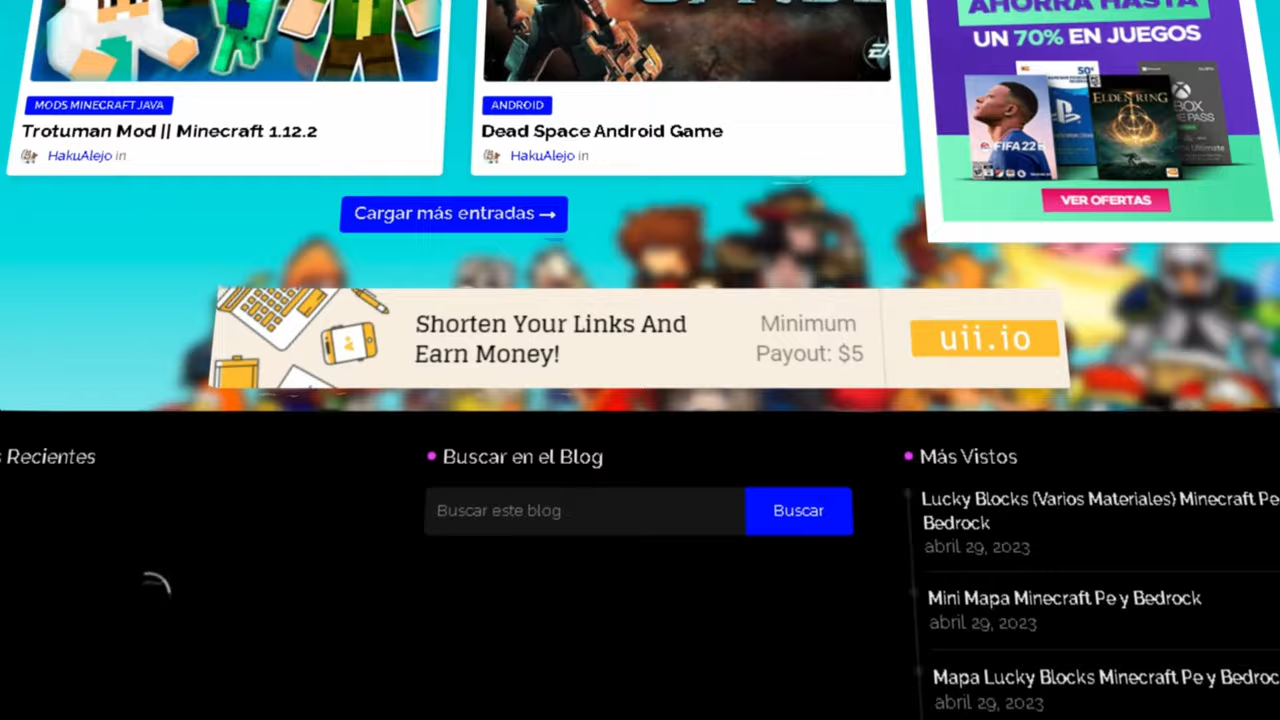 AHORRA HASTA
UN 70% EN JUEGOS
50
ELDEN RING
XBOX
FIFA 22
VER OFERTAS
MODS MINECRAFT JAVA
Trotuman Mod || Minecraft 1.12.2
HakuAlejo in
ANDROID
Dead Space Android Game
HakuAlejo in
Cargar más entradas →
Shorten Your Links And
Earn Money!
Minimum
Payout: $5
uii.io
Recientes
Buscar en el Blog
Buscar este blog
Buscar
Más Vistos
Lucky Blocks (Varios Materiales) Minecraft Pe
Bedrock
abril 29, 2023
Mini Mapa Minecraft Pe y Bedrock
abril 29, 2023
Mapa Lucky Blocks Minecraft Pe y Bedroc
abril 29, 2023